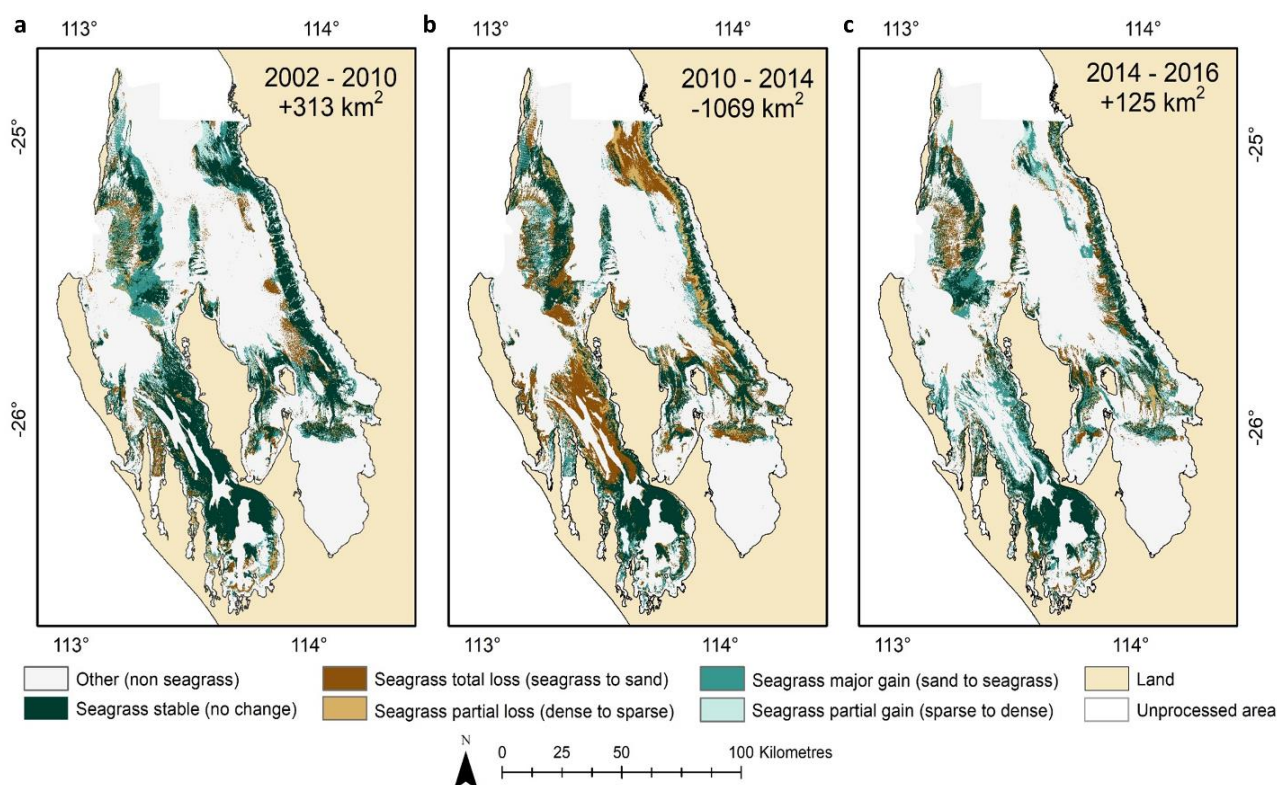 a
b
c
113°
114°
113°
114°
113°
114°
2002 - 2010
+313 km²
2010 - 2014
-1069 km²
2014 - 2016
+125 km²
-25°
-26°
-25°
-26°
113°
114°
113°
114°
113°
114°
Other (non seagrass)
Seagrass total loss (seagrass to sand)
Seagrass major gain (sand to seagrass)
Land
Seagrass stable (no change)
Seagrass partial loss (dense to sparse)
Seagrass partial gain (sparse to dense)
Unprocessed area
N
0 25 50 100 Kilometres